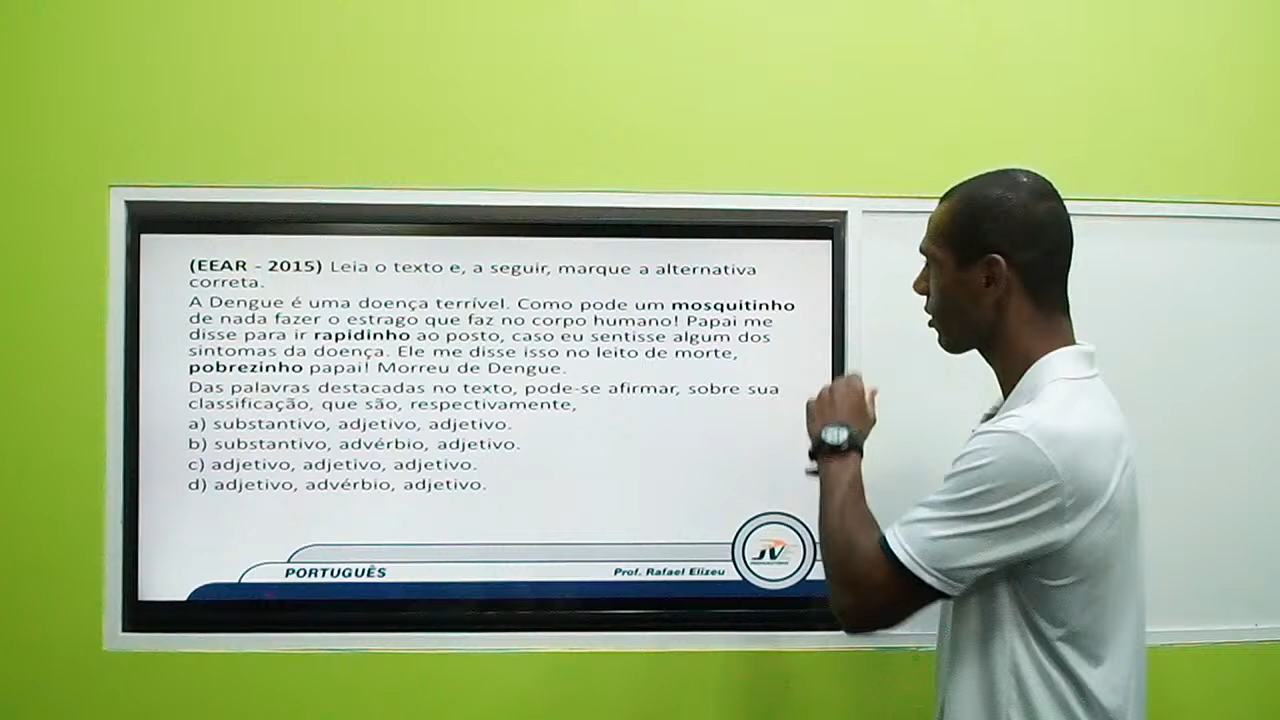 (EEAR - 2015) Leia o texto e, a seguir, marque a alternativa
correta.
A Dengue é uma doença terrível. Como pode um mosquitinho
de nada fazer o estrago que faz no corpo humano! Papai me
disse para ir rapidinho ao posto, caso eu sentisse algum dos
sintomas da doença. Ele me disse isso no leito de morte,
pobrezinho papai! Morreu de Dengue.
Das palavras destacadas no texto, pode-se afirmar, sobre sua
classificação, que são, respectivamente,
a) substantivo, adjetivo, adjetivo.
b) substantivo, advérbio, adjetivo.
c) adjetivo, adjetivo, adjetivo.
d) adjetivo, advérbio, adjetivo.
PORTUGUÊS
Prof. Rafael Elizeu